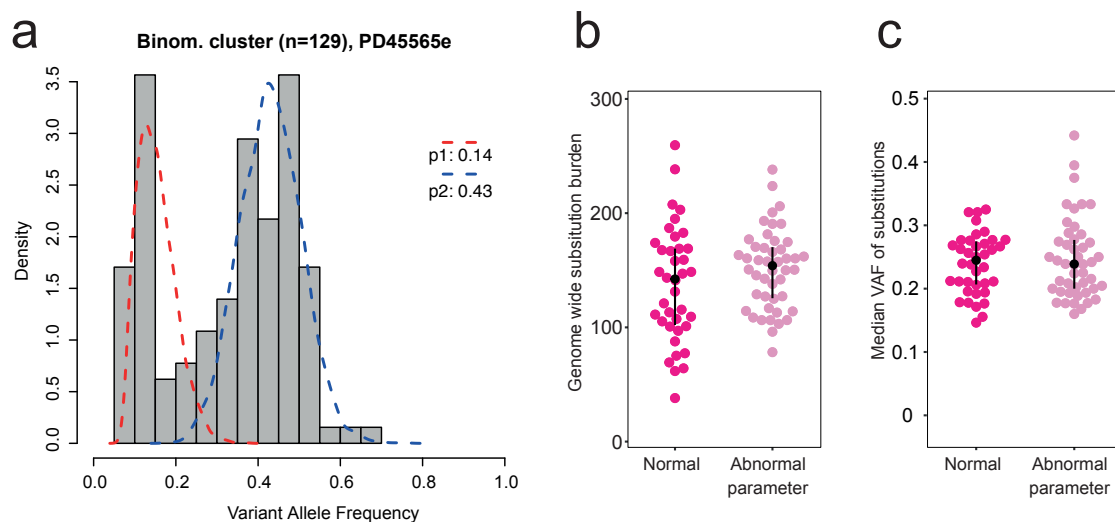 a
Binom. cluster (n=129), PD45565e
3.5
3.0
2.5
2.0
1.5
1.0
0.5
0.0
Density
p1: 0.14
p2: 0.43
0.0 0.2 0.4 0.6 0.8 1.0
Variant Allele Frequency
b
300
200
100
0
Genome wide subsitution burden
Normal Abnormal
parameter
c
0.5
0.4
0.3
0.2
0.1
0
Median VAF of substitutions
Normal Abnormal
parameter